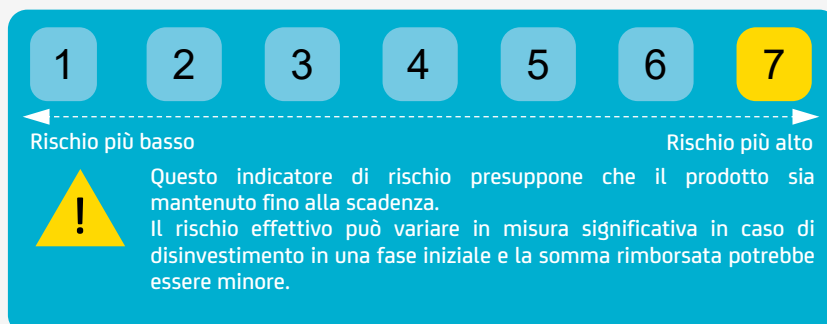 1 2 3 4 5 6 7
Rischio più basso Rischio più alto
!
Questo indicatore di rischio presuppone che il prodotto sia
mantenuto fino alla scadenza.
Il rischio effettivo può variare in misura significativa in caso di
disinvestimento in una fase iniziale e la somma rimborsata potrebbe
essere minore.